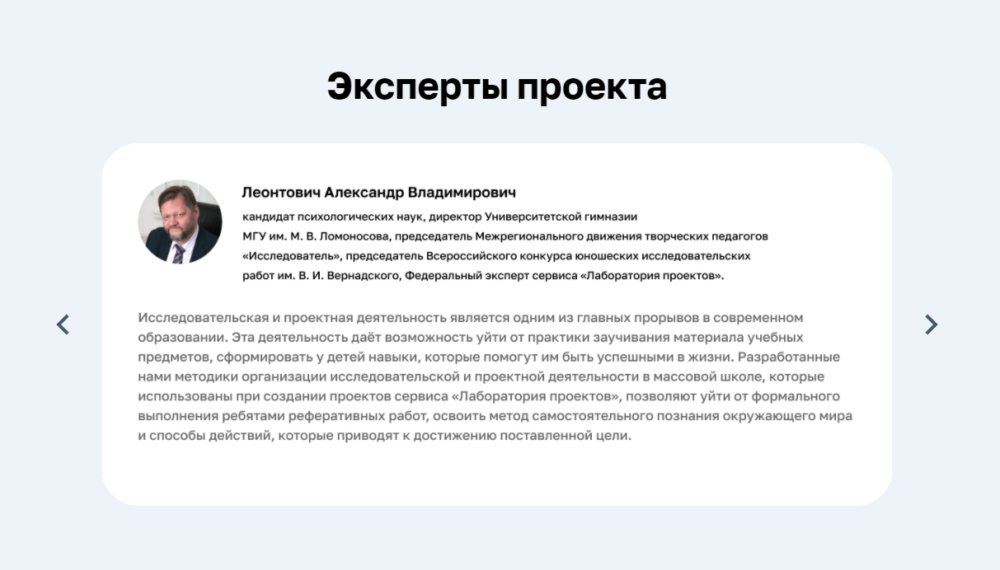 Эксперты проекта
Леонтович Александр Владимирович
кандидат психологических наук, директор Университетской гимназии
МГУ им. М. В. Ломоносова, председатель Межрегионального движения творческих педагогов
«Исследователь», председатель Всероссийского конкурса юношеских исследовательских
работ им. В. И. Вернадского, Федеральный эксперт сервиса «Лаборатория проектов».
Исследовательская и проектная деятельность является одним из главных прорывов в современном
образовании. Эта деятельность даёт возможность уйти от практики заучивания материала учебных
предметов, сформировать у детей навыки, которые помогут им быть успешными в жизни. Разработанные
нами методики организации исследовательской и проектной деятельности в массовой школе, которые
использованы при создании проектов сервиса «Лаборатория проектов», позволяют уйти от формального
выполнения ребятами реферативных работ, освоить метод самостоятельного познания окружающего мира
и способы действий, которые приводят к достижению поставленной цели.